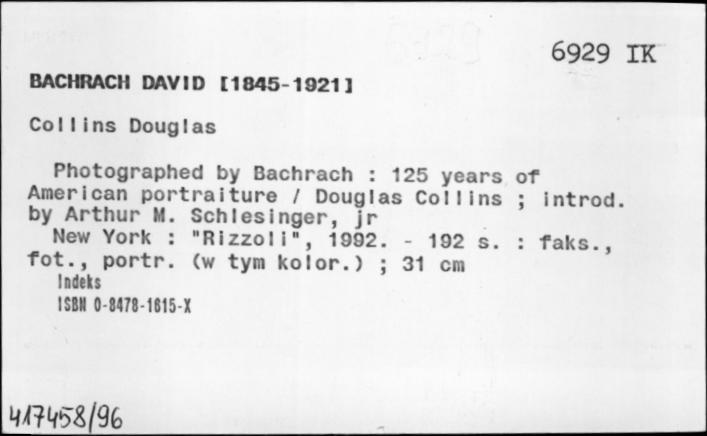 6929 IK
BACHRACH DAVID [1845-1921]
Collins Douglas
Photographed by Bachrach : 125 years of
American portraiture / Douglas Collins ; introd.
by Arthur M. Schlesinger, jr
New York : "Rizzoli", 1992. - 192 s. : faks.,
fot., portr. (w tym kolor.) ; 31 cm
Indeks
ISBN 0-8478-1615-X
417458/96